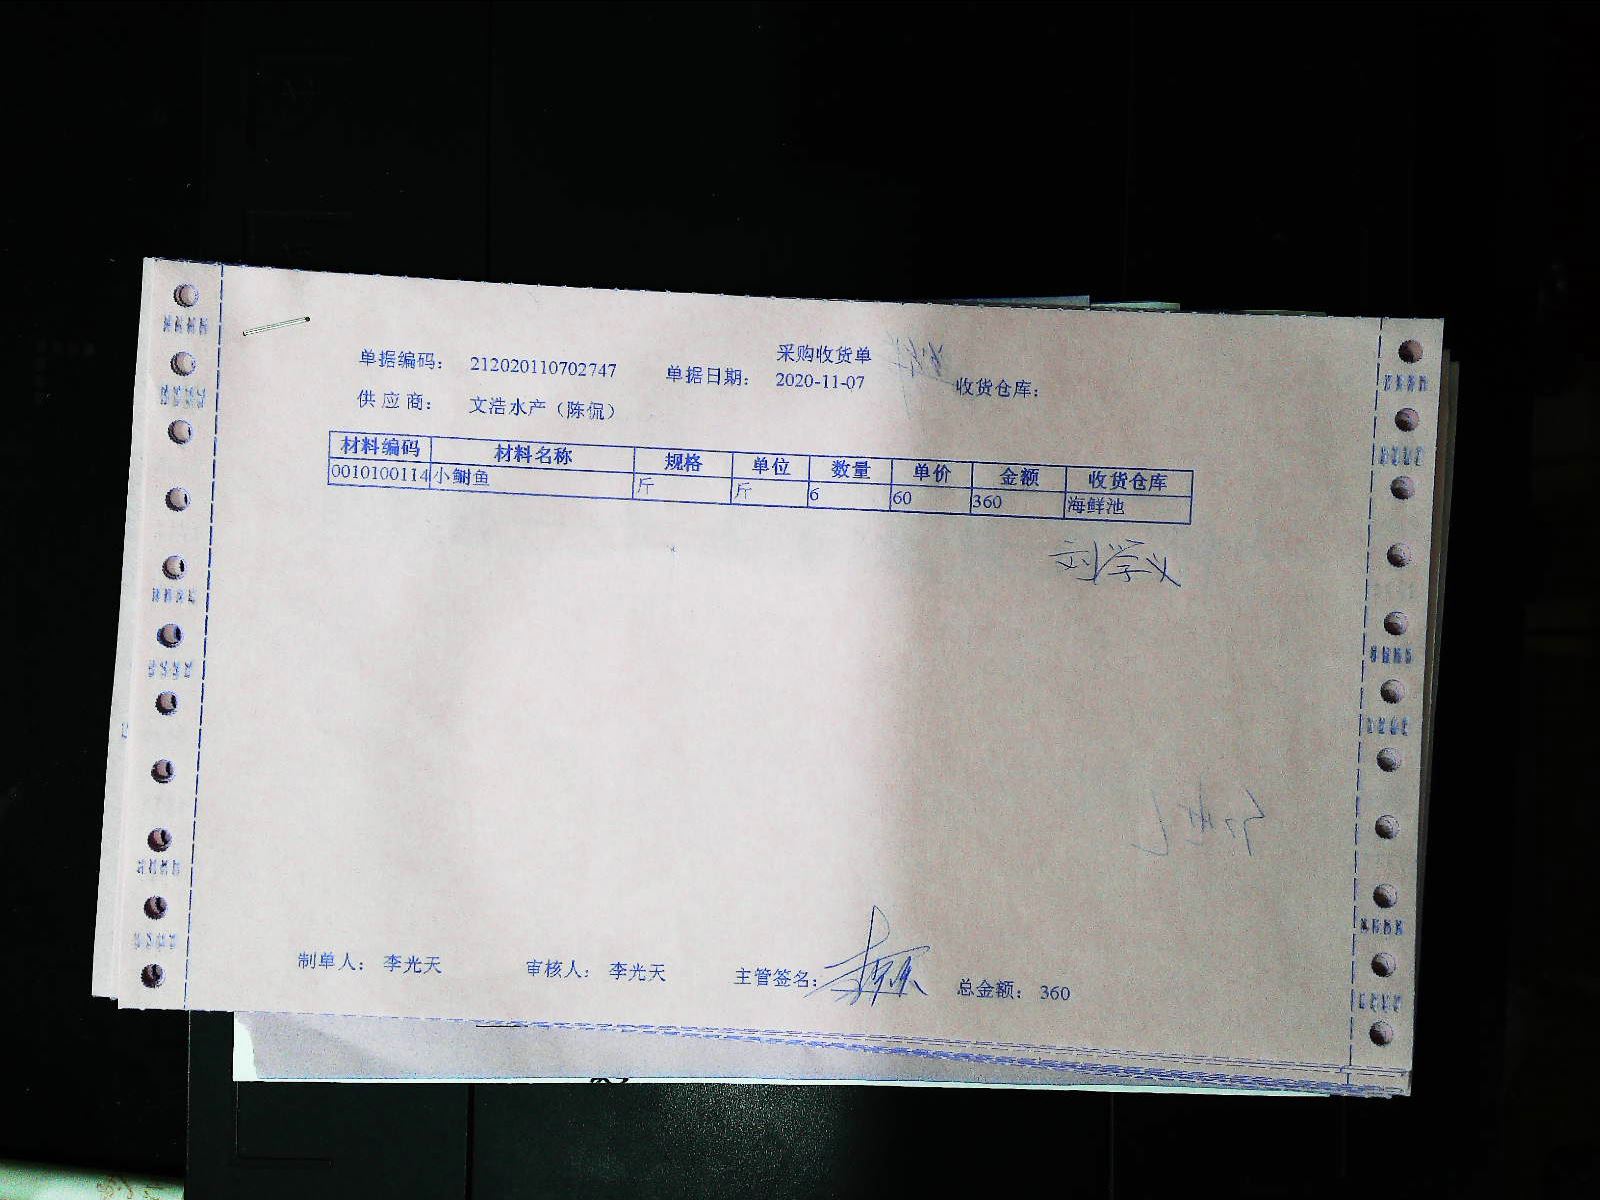 采购收货单
单据编码： 212020110702747 单据日期： 2020-11-07 收货仓库：
供 应 商： 文浩水产（陈侃）
材料编码 材料名称 规格 单位 数量 单价 金额 收货仓库
0010100114 小鲥鱼 斤 斤 6 60 360 海鲜池
刘学义
制单人： 李光天 审核人： 李光天 主管签名： 总金额： 360